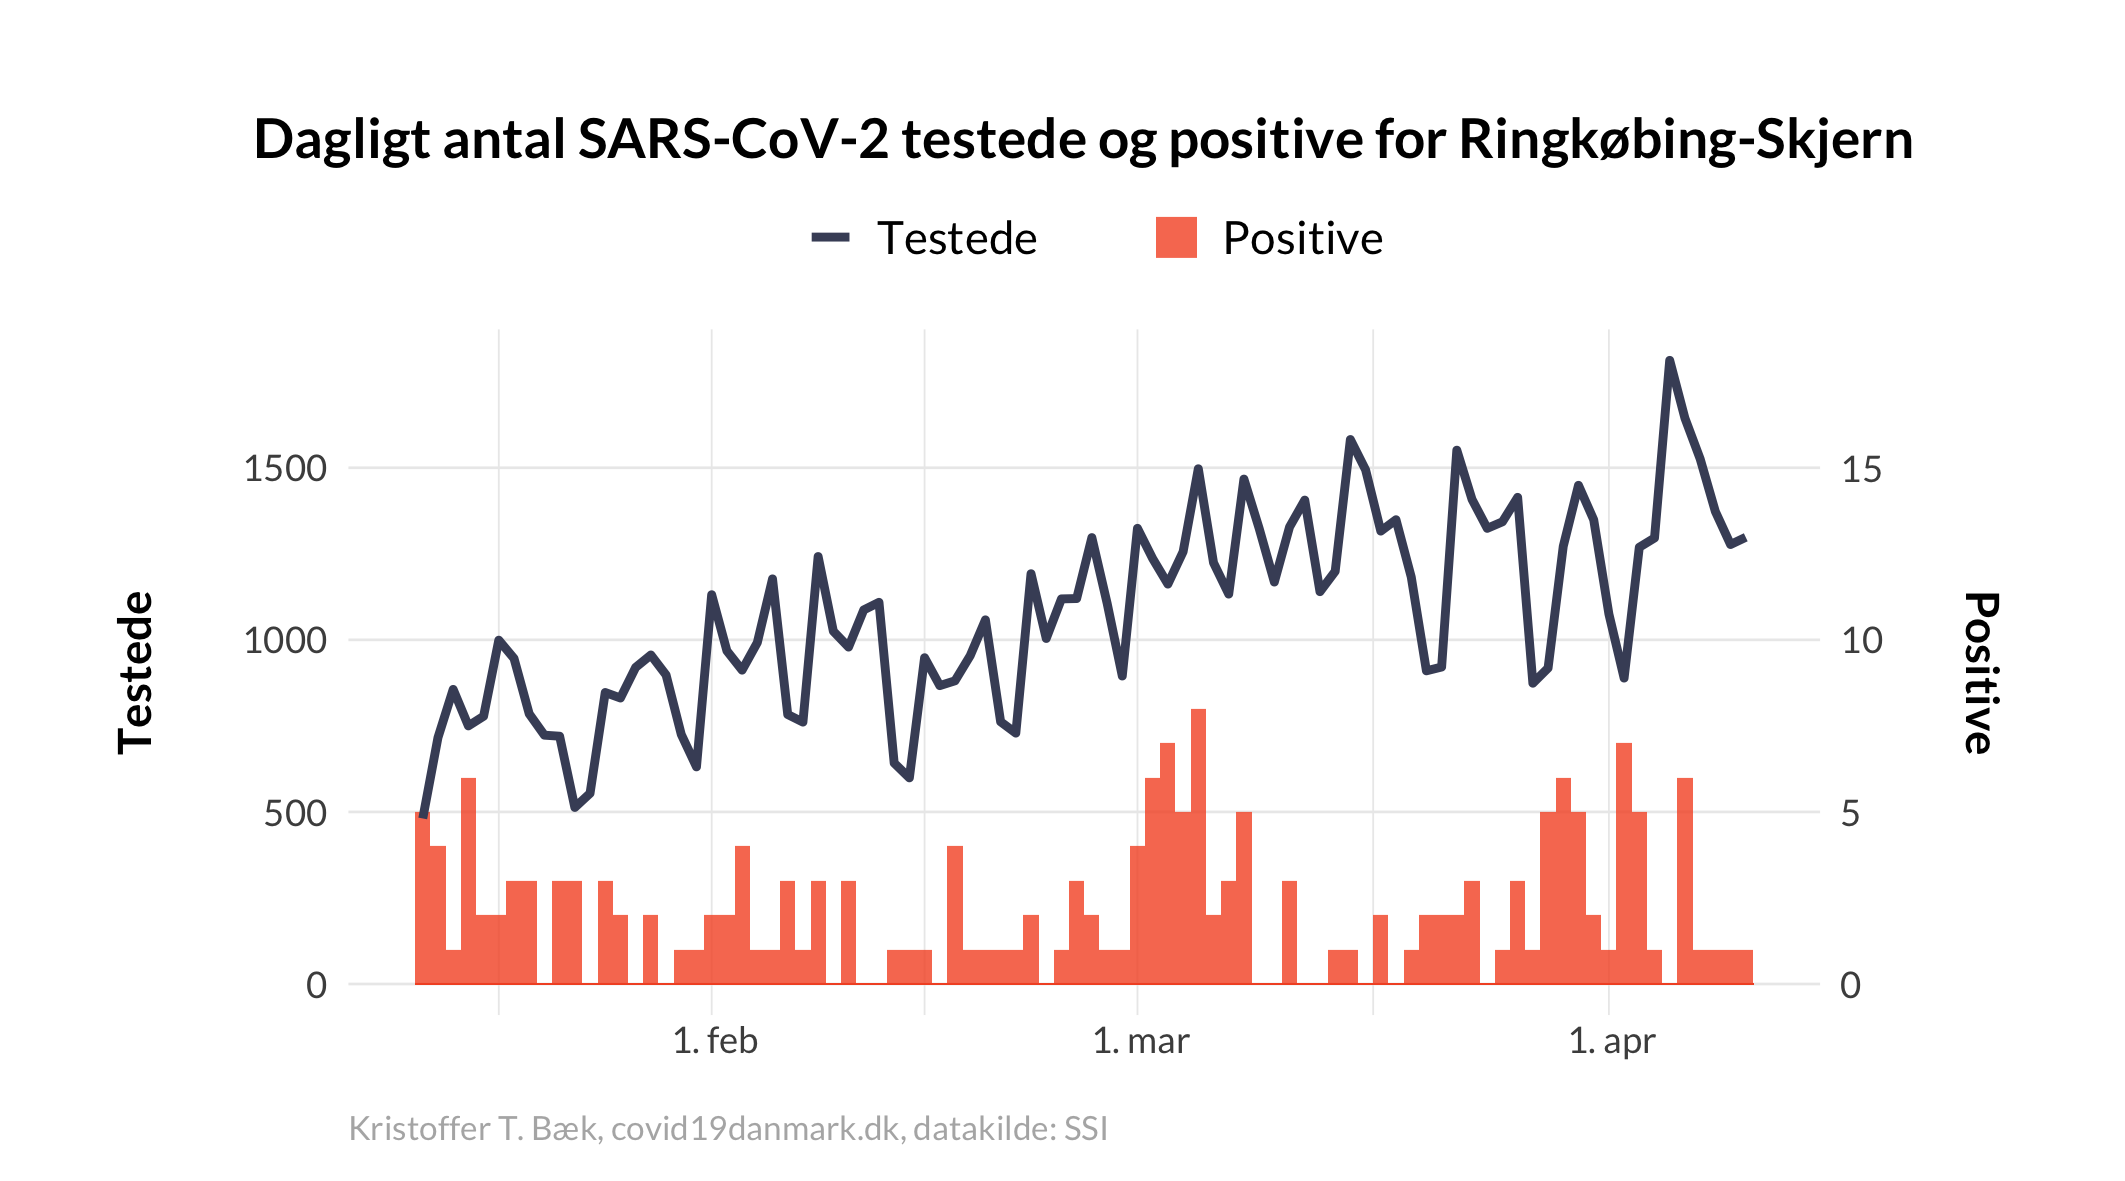 Dagligt antal SARS-CoV-2 testede og positive for Ringkøbing-Skjern
Testede
Positive
Testede
1500
1000
500
0
15
10
5
0
Positive
1. feb
1. mar
1. apr
Kristoffer T. Bæk, covid19danmark.dk, datakilde: SSI